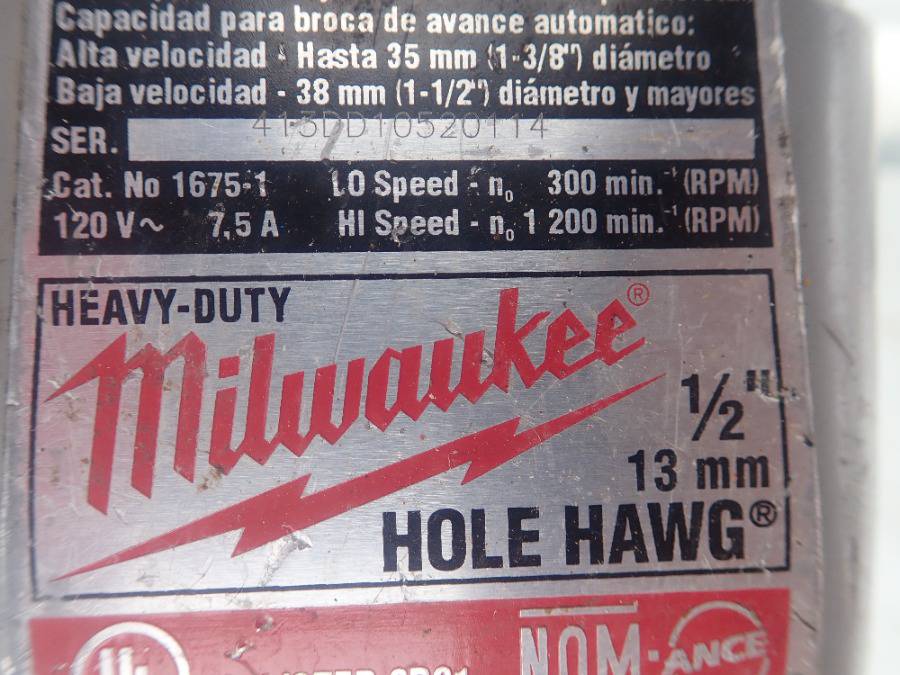 Capacidad para broca de avance automatico:
Alta velocidad - Hasta 35 mm (1-3/8") diámetro
Baja velocidad - 38 mm (1-1/2") diámetro y mayores
SER. 413DD10520114
Cat. No 1675-1 LO Speed - n₀ 300 min.⁻¹ (RPM)
120 V~ 7,5 A HI Speed - n₀ 1 200 min.⁻¹ (RPM)
HEAVY-DUTY
Milwaukee®
1/2"
13 mm
HOLE HAWG®
UL
NOM-ANCE